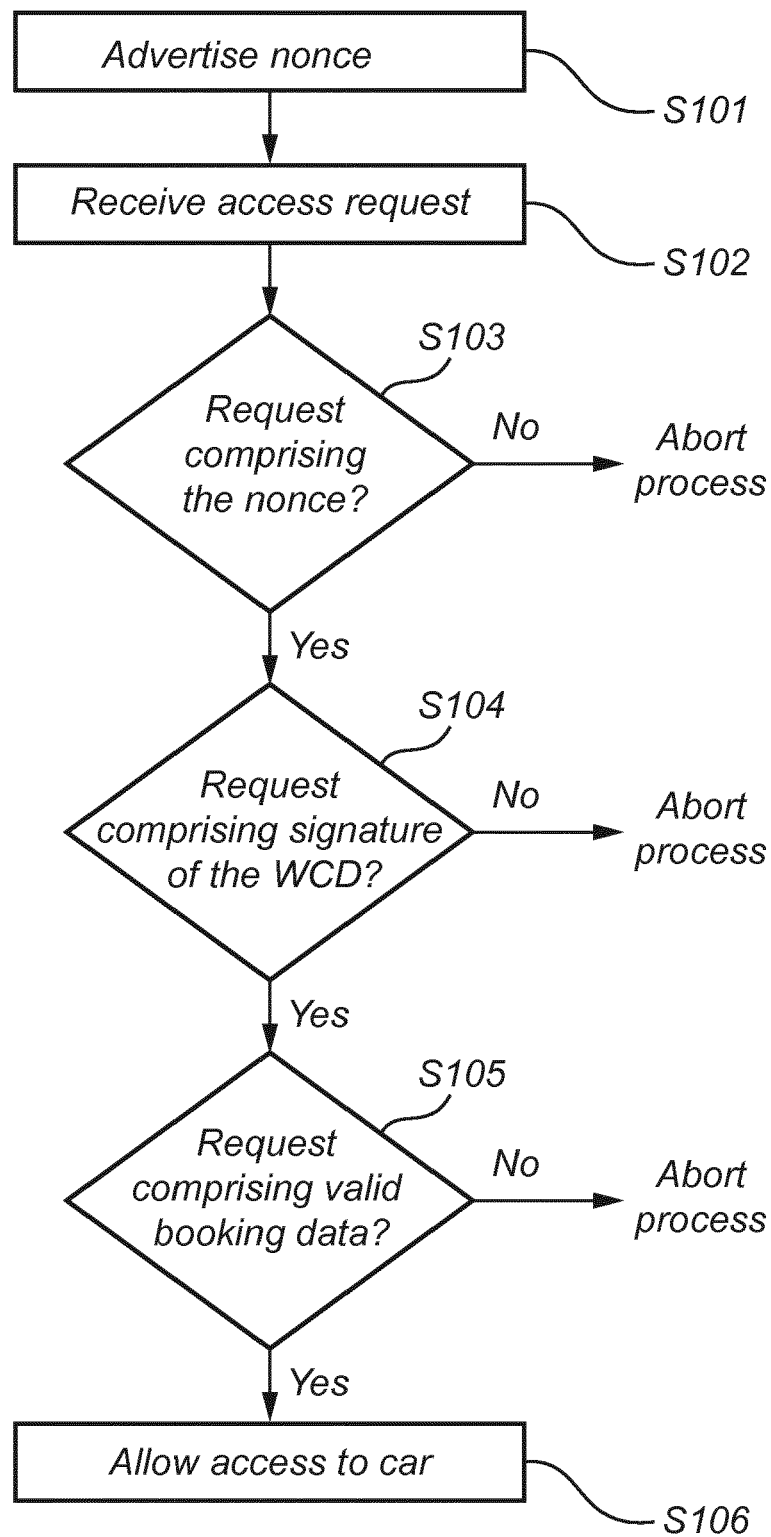 Advertise nonce
S101
Receive access request
S102
S103
Request
comprising
the nonce?
No
Abort
process
Yes
S104
Request
comprising signature
of the WCD?
No
Abort
process
Yes
S105
Request
comprising valid
booking data?
No
Abort
process
Yes
Allow access to car
S106